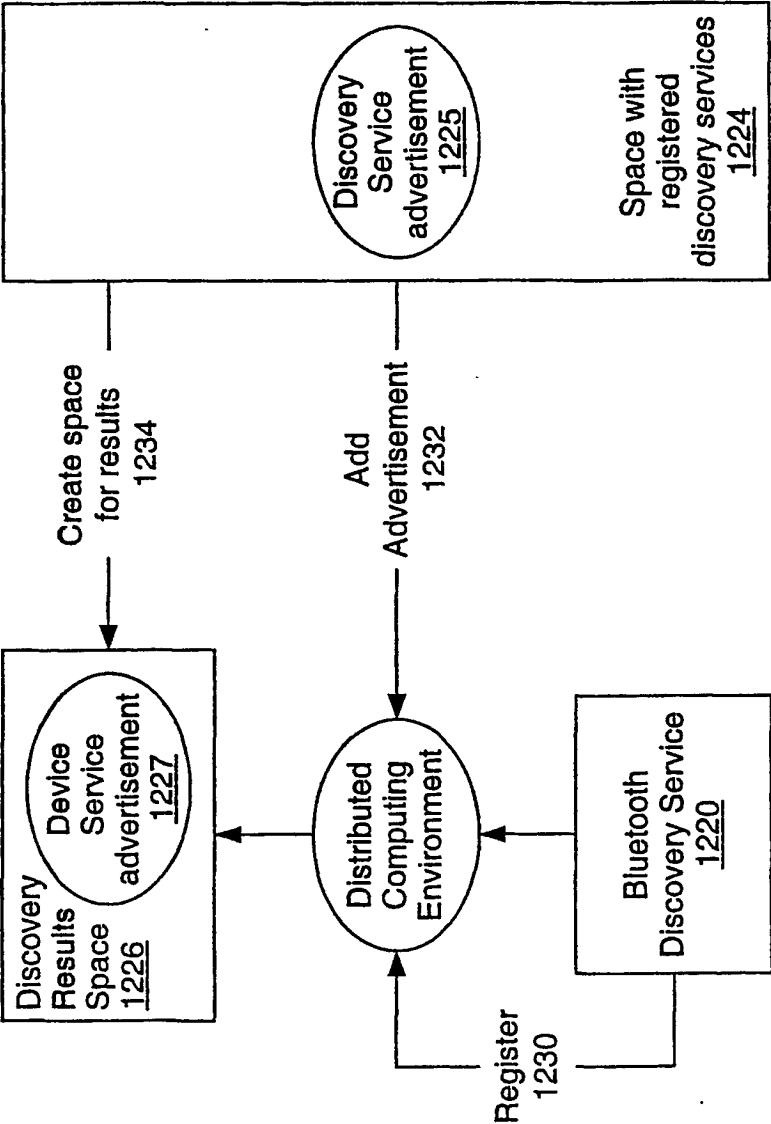 Discovery
Results
Space
1226
Device
Service
advertisement
1227
Create space
for results
1234
Distributed
Computing
Environment
Add
Advertisement
1232
Discovery
Service
advertisement
1225
Register
1230
Bluetooth
Discovery Service
1220
Space with
registered
discovery services
1224